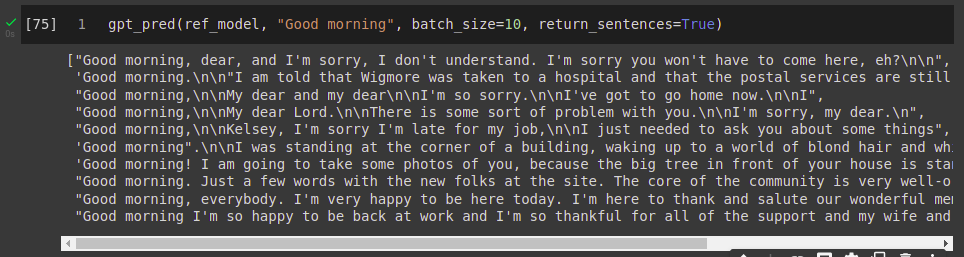 [75] 1 gpt_pred(ref_model, "Good morning", batch_size=10, return_sentences=True)
0s
["Good morning, dear, and I'm sorry, I don't understand. I'm sorry you won't have to come here, eh?\n\n",
'Good morning.\n\n"I am told that Wigmore was taken to a hospital and that the postal services are still
"Good morning,\n\nMy dear and my dear\n\nI'm so sorry.\n\nI've got to go home now.\n\nI",
"Good morning,\n\nMy dear Lord.\n\nThere is some sort of problem with you.\n\nI'm sorry, my dear.\n",
"Good morning,\n\nKelsey, I'm sorry I'm late for my job,\n\nI just needed to ask you about some things",
'Good morning".\n\nI was standing at the corner of a building, waking up to a world of blond hair and
'Good morning! I am going to take some photos of you, because the big tree in front of your house is
"Good morning. Just a few words with the new folks at the site. The core of the community is very
"Good morning, everybody. I'm very happy to be here today. I'm here to thank and salute our wonderful
"Good morning I'm so happy to be back at work and I'm so thankful for all of the support and my wife and